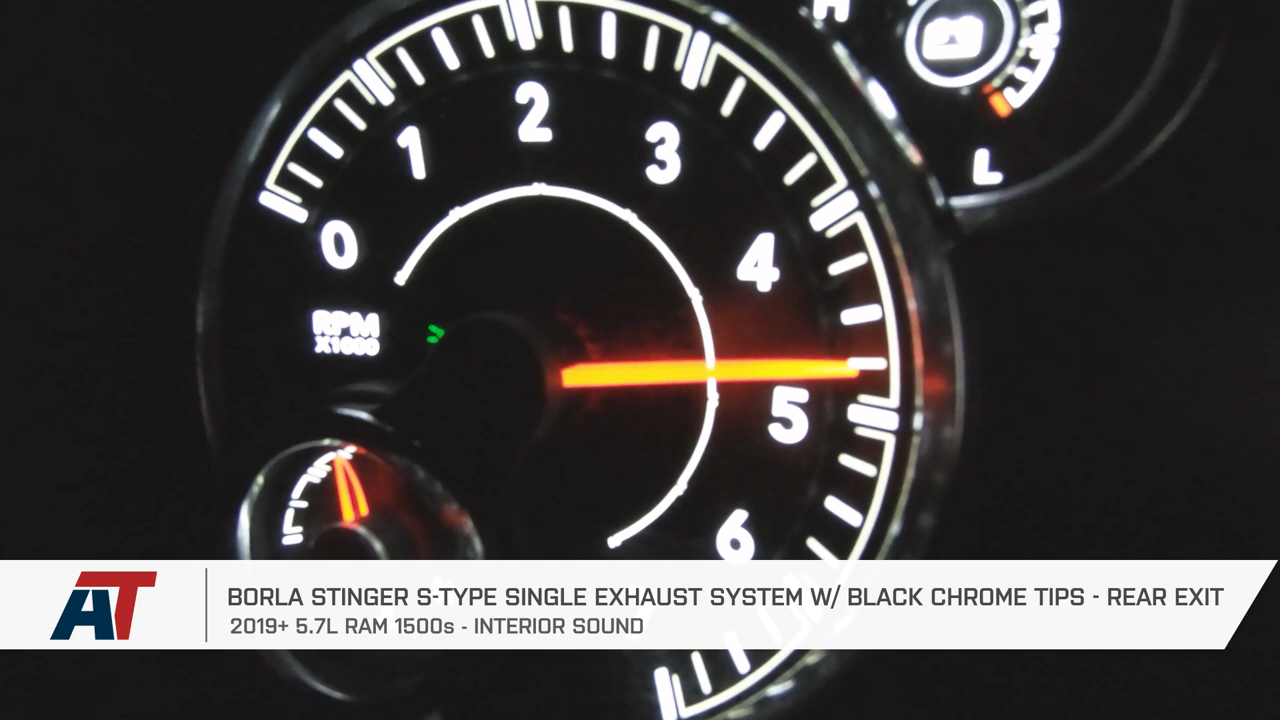 H
2
1
3
L
0
4
RPM
X1000
5
6
AT
BORLA STINGER S-TYPE SINGLE EXHAUST SYSTEM W/ BLACK CHROME TIPS - REAR EXIT
2019+ 5.7L RAM 1500s - INTERIOR SOUND